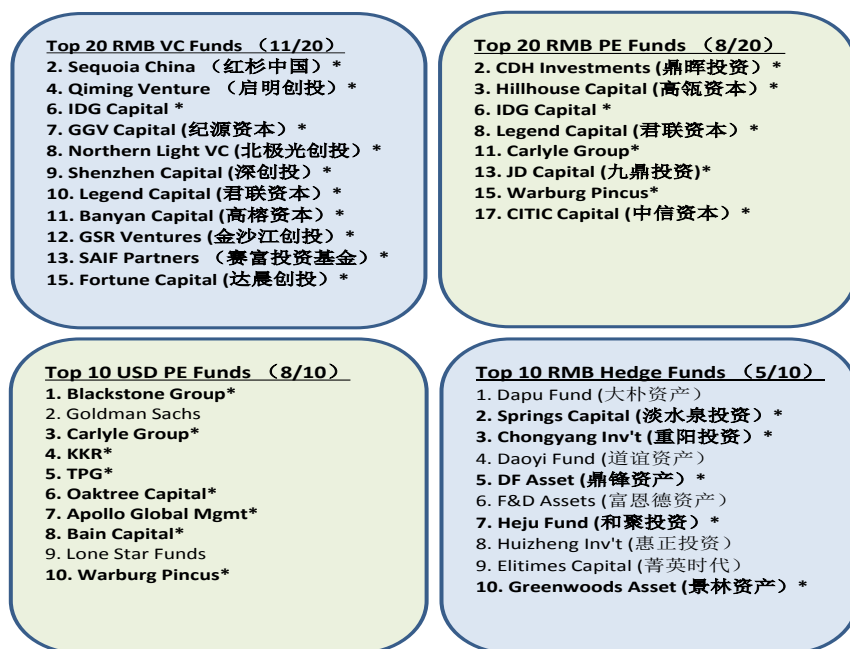 Top 20 RMB VC Funds （11/20）
2. Sequoia China （红杉中国）*
4. Qiming Venture （启明创投）*
6. IDG Capital *
7. GGV Capital (纪源资本）*
8. Northern Light VC (北极光创投）*
9. Shenzhen Capital (深创投）*
10. Legend Capital (君联资本）*
11. Banyan Capital (高榕资本）*
12. GSR Ventures (金沙江创投）*
13. SAIF Partners （赛富投资基金）*
15. Fortune Capital (达晨创投）*
Top 20 RMB PE Funds （8/20）
2. CDH Investments (鼎晖投资）*
3. Hillhouse Capital (高瓴资本）*
6. IDG Capital *
8. Legend Capital (君联资本）*
11. Carlyle Group*
13. JD Capital (九鼎投资)*
15. Warburg Pincus*
17. CITIC Capital (中信资本）*
Top 10 USD PE Funds （8/10）
1. Blackstone Group*
2. Goldman Sachs
3. Carlyle Group*
4. KKR*
5. TPG*
6. Oaktree Capital*
7. Apollo Global Mgmt*
8. Bain Capital*
9. Lone Star Funds
10. Warburg Pincus*
Top 10 RMB Hedge Funds （5/10）
1. Dapu Fund (大朴资产）
2. Springs Capital (淡水泉投资）*
3. Chongyang Inv't (重阳投资）*
4. Daoyi Fund (道谊资产）
5. DF Asset (鼎锋资产）*
6. F&D Assets (富恩德资产）
7. Heju Fund (和聚投资）*
8. Huizheng Inv't (惠正投资）
9. Elitimes Capital (菁英时代）
10. Greenwoods Asset (景林资产）*